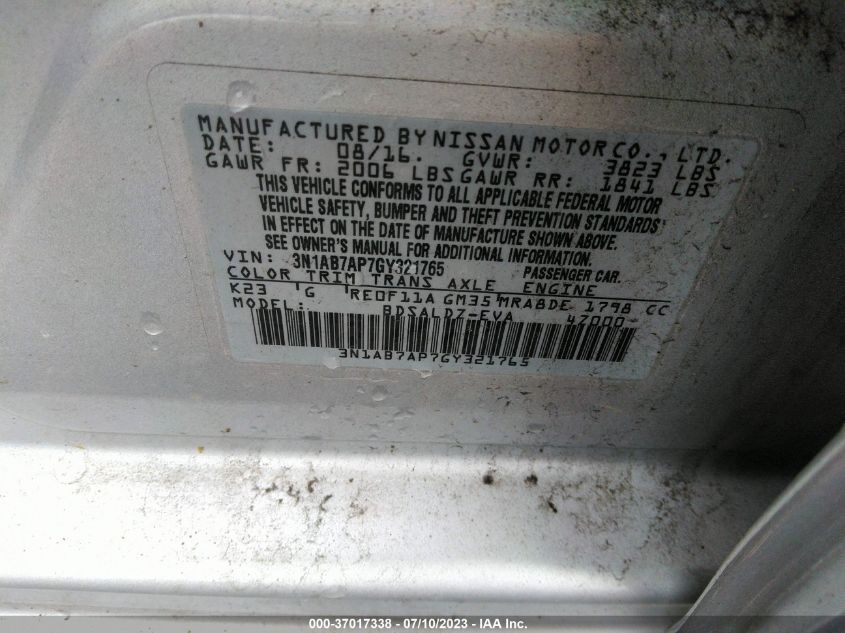 MANUFACTURED BY NISSAN MOTOR CO., LTD.
DATE: 08/16. GVWR: 3823 LBS
GAWR FR: 2006 LBS GAWR RR: 1841 LBS
THIS VEHICLE CONFORMS TO ALL APPLICABLE FEDERAL MOTOR
VEHICLE SAFETY, BUMPER AND THEFT PREVENTION STANDARDS
IN EFFECT ON THE DATE OF MANUFACTURE SHOWN ABOVE.
SEE OWNER'S MANUAL FOR ADDITIONAL INFORMATION.
VIN: 3N1AB7AP7GY321765 PASSENGER CAR.
COLOR TRIM TRANS AXLE ENGINE
K23 G RE0F11A GM35 MRA8DE 1798 CC
MODEL: BDSALDZ-EVA 47000-
3N1AB7AP7GY321765
000-37017338 - 07/10/2023 - IAA Inc.